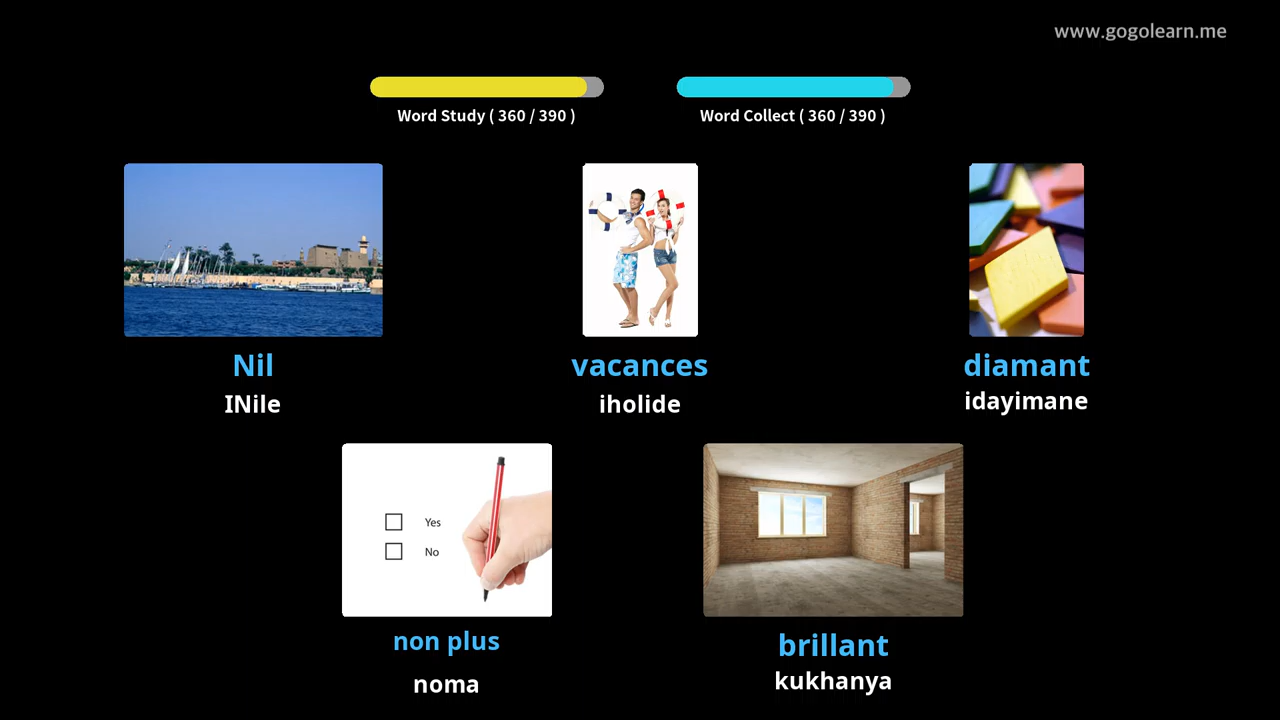 www.gogolearn.me
Word Study ( 360 / 390 )
Word Collect ( 360 / 390 )
Nil
INile
vacances
iholide
diamant
idayimane
Yes
No
non plus
noma
brillant
kukhanya